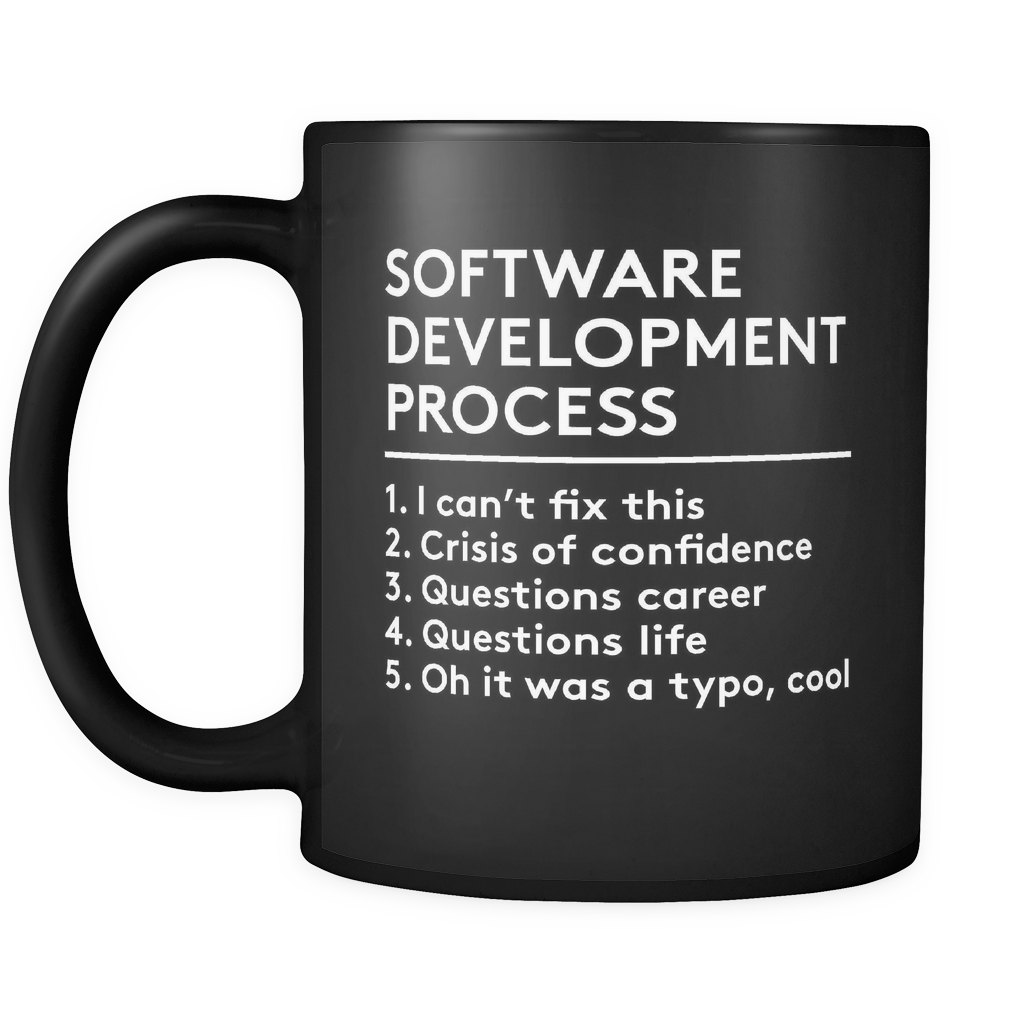 SOFTWARE
DEVELOPMENT
PROCESS
1. I can't fix this
2. Crisis of confidence
3. Questions career
4. Questions life
5. Oh it was a typo, cool